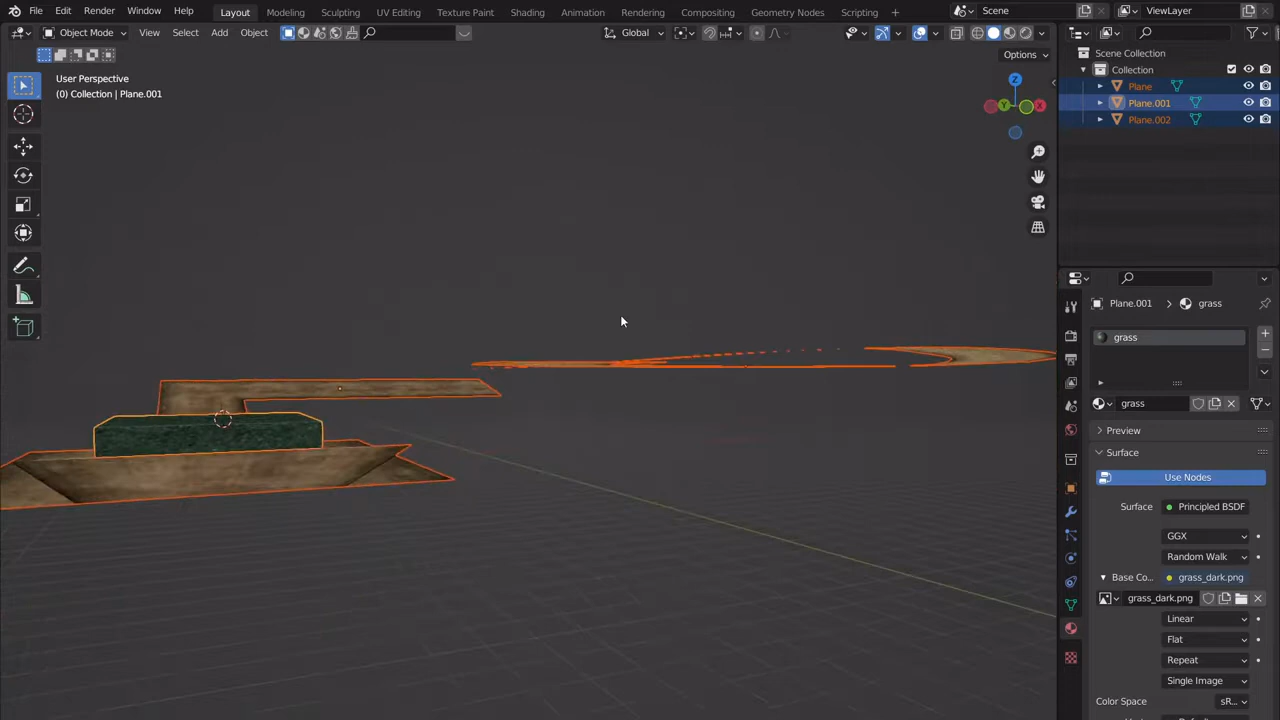 File Edit Render Window Help Layout Modeling Sculpting UV Editing Texture Paint Shading Animation Rendering Compositing Geometry Nodes Scripting Scene ViewLayer
Object Mode View Select Add Object Global
Options
User Perspective
(0) Collection | Plane.001
Z
Y
X
Scene Collection
Collection
Plane
Plane.001
Plane.002
Plane.001 > grass
grass
grass
Preview
Surface
Use Nodes
Surface Principled BSDF
GGX
Random Walk
Base Co... grass_dark.png
grass_dark.png
Linear
Flat
Repeat
Single Image
Color Space sR...